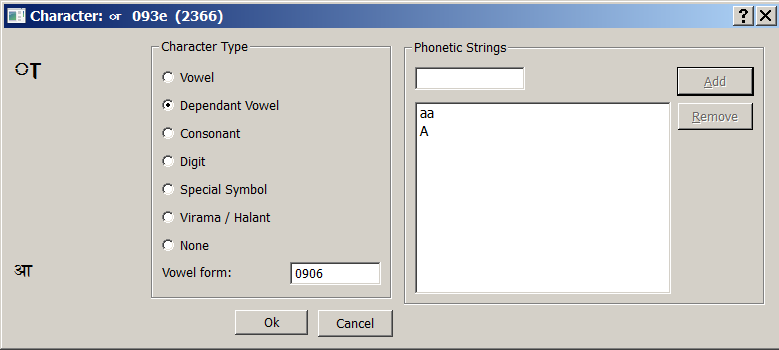 Character: ा 093e (2366)
ा
आ
Character Type
Vowel
Dependant Vowel
Consonant
Digit
Special Symbol
Virama / Halant
None
Vowel form:
0906
Phonetic Strings
Add
aa
A
Remove
Ok
Cancel